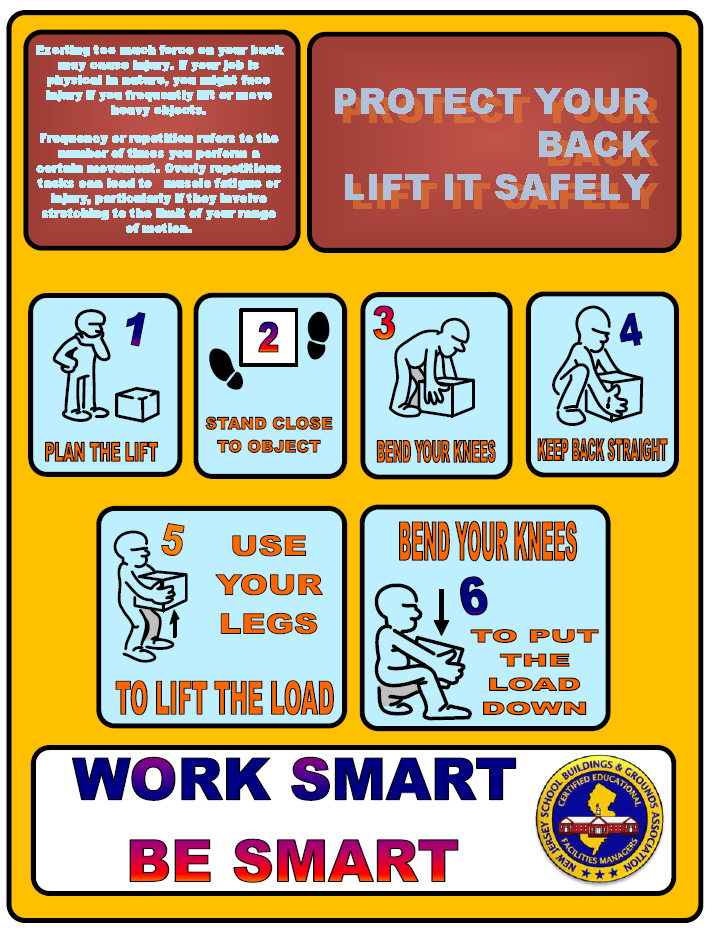 Exerting too much force on your back
may cause injury. If your job is
physical in nature, you might face
injury if you frequently lift or move
heavy objects.
Frequency or repetition refers to the
number of times you perform a
certain movement. Overly repetitious
tasks can lead to muscle fatigue or
injury, particularly if they involve
stretching to the limit of your range
of motion.
PROTECT YOUR
BACK
LIFT IT SAFELY
1
PLAN THE LIFT
2
STAND CLOSE
TO OBJECT
3
BEND YOUR KNEES
4
KEEP BACK STRAIGHT
5
USE
YOUR
LEGS
TO LIFT THE LOAD
BEND YOUR KNEES
6
TO PUT
THE
LOAD
DOWN
WORK SMART
BE SMART
NEW JERSEY SCHOOL BUILDINGS & GROUNDS ASSOCIATION
CERTIFIED EDUCATIONAL
FACILITIES MANAGERS